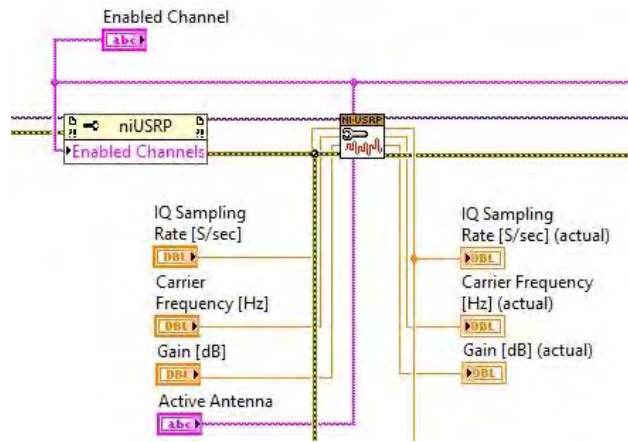 Enabled Channel
abc
niUSRP
Enabled Channels
NI-USRP
IQ Sampling
Rate [S/sec]
DBL
Carrier
Frequency [Hz]
DBL
Gain [dB]
DBL
Active Antenna
abc
IQ Sampling
Rate [S/sec] (actual)
DBL
Carrier Frequency
[Hz] (actual)
DBL
Gain [dB] (actual)
DBL